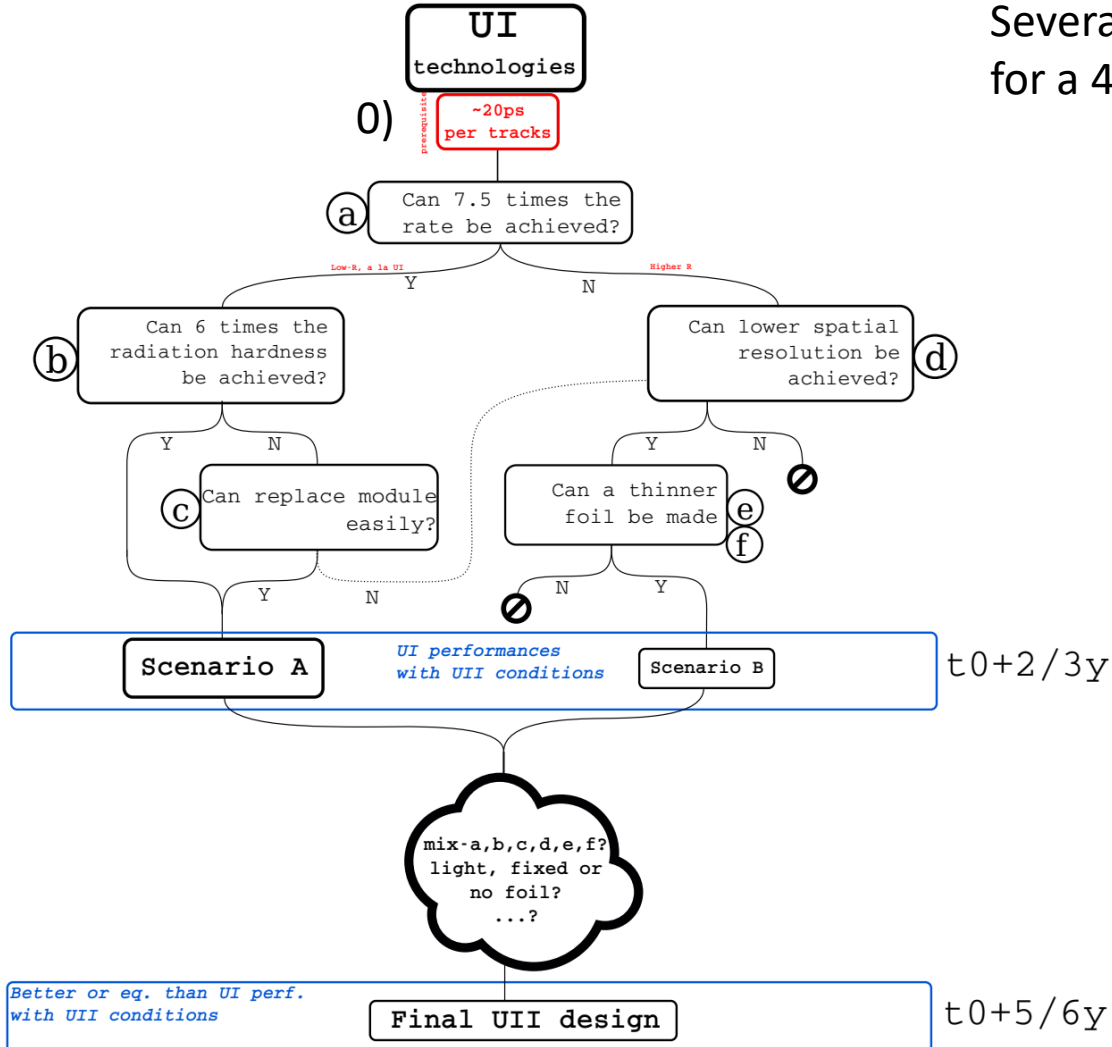 Severa
for a 4
UI
technologies
0)
prerequisite
~20ps
per tracks
a
Can 7.5 times the
rate be achieved?
Low-R, a la UI
Y
N
Higher R
b
Can 6 times the
radiation hardness
be achieved?
Can lower spatial
resolution be
achieved?
d
Y
N
Y
N
c
Can replace module
easily?
Can a thinner
foil be made
e
f
Y
N
N
Y
Scenario A
UI performances
with UII conditions
Scenario B
t0+2/3y
mix-a,b,c,d,e,f?
light, fixed or
no foil?
...?
Better or eq. than UI perf.
with UII conditions
Final UII design
t0+5/6y